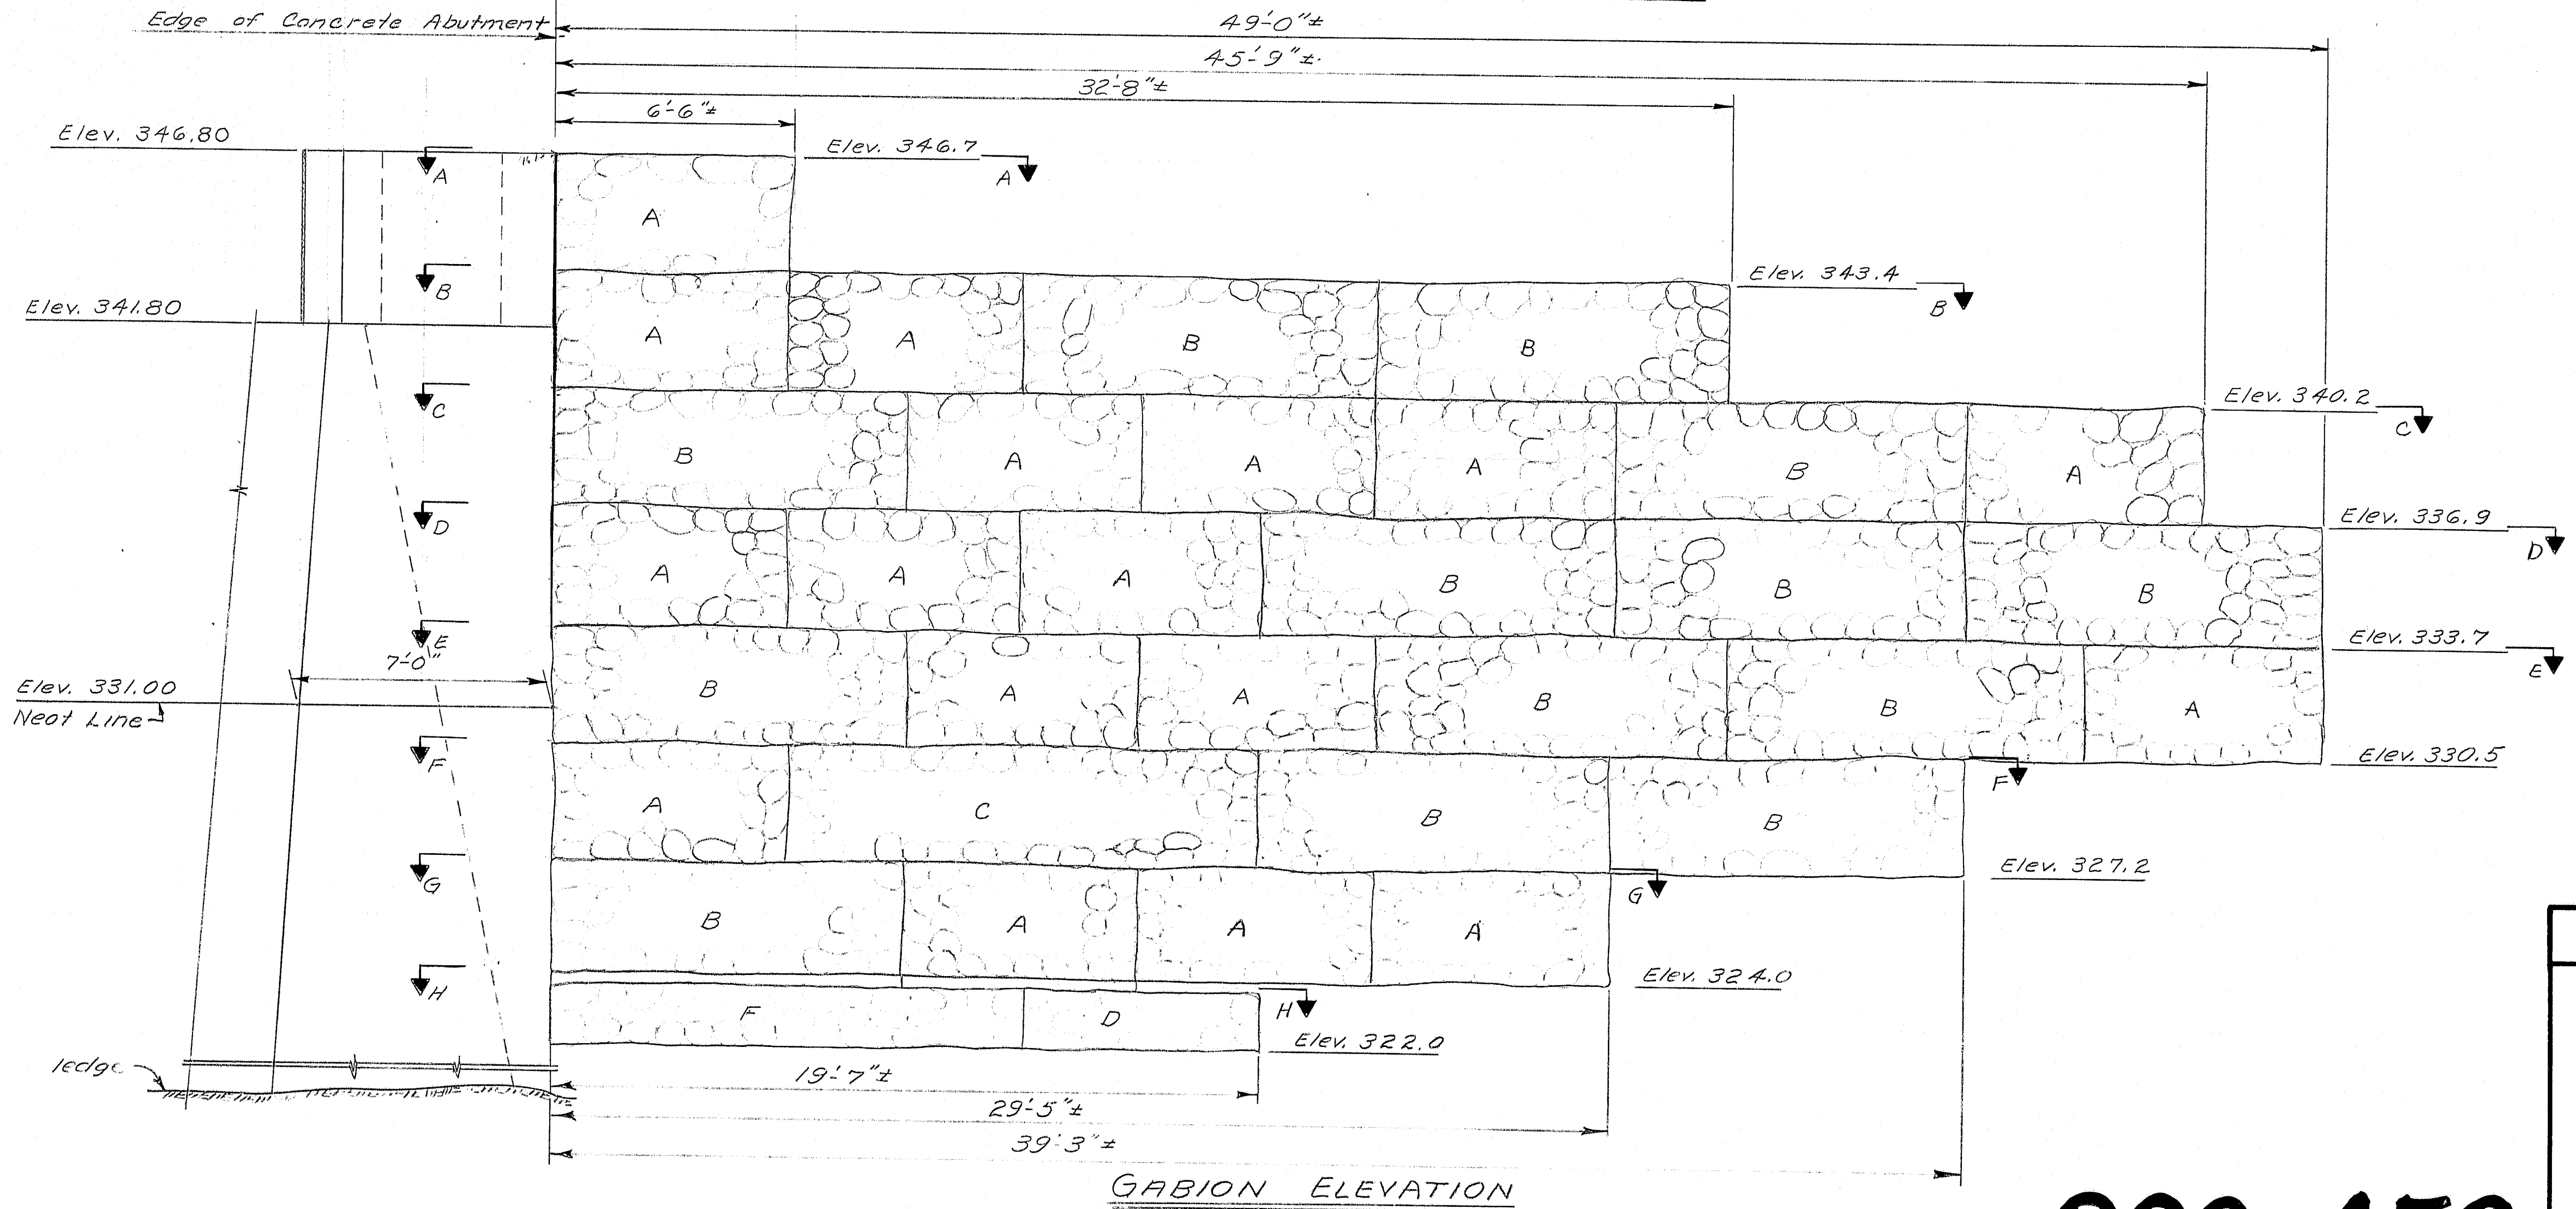 Edge of Concrete Abutment
49'-0"±
45'-9"±
32'-8"±
6'-6"±
Elev. 346.80
Elev. 346.7
A
A
A
Elev. 343.4
B
B
Elev. 341.80
A A B B
Elev. 340.2
C
C
B A A A B A
Elev. 336.9
D
D
A A A B B B
Elev. 333.7
E
E
7'-0"
Elev. 331.00
Neat Line
B A A B B A
Elev. 330.5
F
F
A C B B
Elev. 327.2
G
G
B A A A
Elev. 324.0
H
H
F D
Elev. 322.0
ledge
19'-7"±
29'-5"±
39'-3"±
GABION ELEVATION